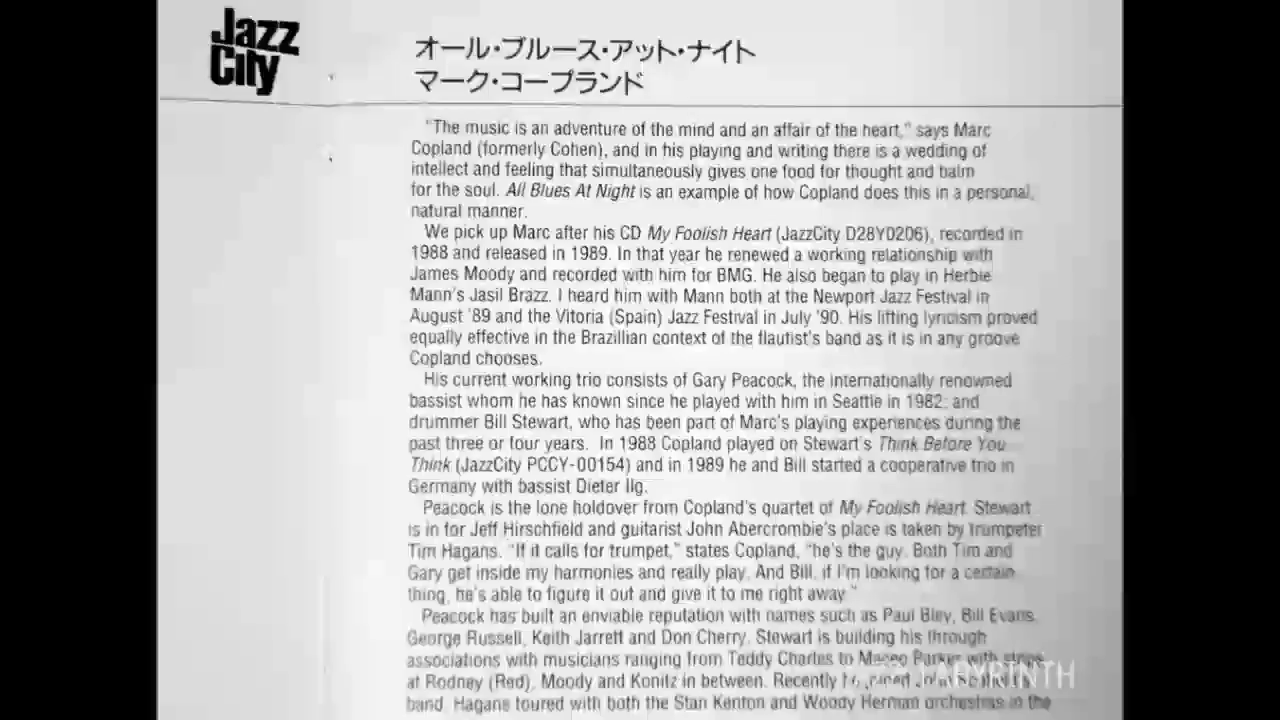 Jazz
City
オール・ブルース・アット・ナイト
マーク・コープランド
"The music is an adventure of the mind and an affair of the heart," says Marc
Copland (formerly Cohen), and in his playing and writing there is a wedding of
intellect and feeling that simultaneously gives one food for thought and balm
for the soul. All Blues At Night is an example of how Copland does this in a personal,
natural manner.
We pick up Marc after his CD My Foolish Heart (JazzCity D28Y0206), recorded in
1988 and released in 1989. In that year he renewed a working relationship with
James Moody and recorded with him for BMG. He also began to play in Herbie
Mann's Jasil Brazz. I heard him with Mann both at the Newport Jazz Festival in
August '89 and the Vitoria (Spain) Jazz Festival in July '90. His lifting lyricism proved
equally effective in the Brazillian context of the flautist's band as it is in any groove
Copland chooses.
His current working trio consists of Gary Peacock, the internationally renowned
bassist whom he has known since he played with him in Seattle in 1982; and
drummer Bill Stewart, who has been part of Marc's playing experiences during the
past three or four years. In 1988 Copland played on Stewart's Think Before You
Think (JazzCity PCCY-00154) and in 1989 he and Bill started a cooperative trio in
Germany with bassist Dieter Ilg.
Peacock is the lone holdover from Copland's quartet of My Foolish Heart. Stewart
is in for Jeff Hirschfield and guitarist John Abercrombie's place is taken by trumpeter
Tim Hagans. "If it calls for trumpet," states Copland, "he's the guy. Both Tim and
Gary get inside my harmonies and really play. And Bill, if I'm looking for a certain
thing, he's able to figure it out and give it to me right away."
Peacock has built an enviable reputation with names such as Paul Bley, Bill Evans,
George Russell, Keith Jarrett and Don Cherry. Stewart is building his through
associations with musicians ranging from Teddy Charles to Maceo Parker with stops
at Rodney (Red), Moody and Konitz in between. Recently he joined John
LABYRINTH
band. Hagans toured with both the Stan Kenton and Woody Herman orchestras in the